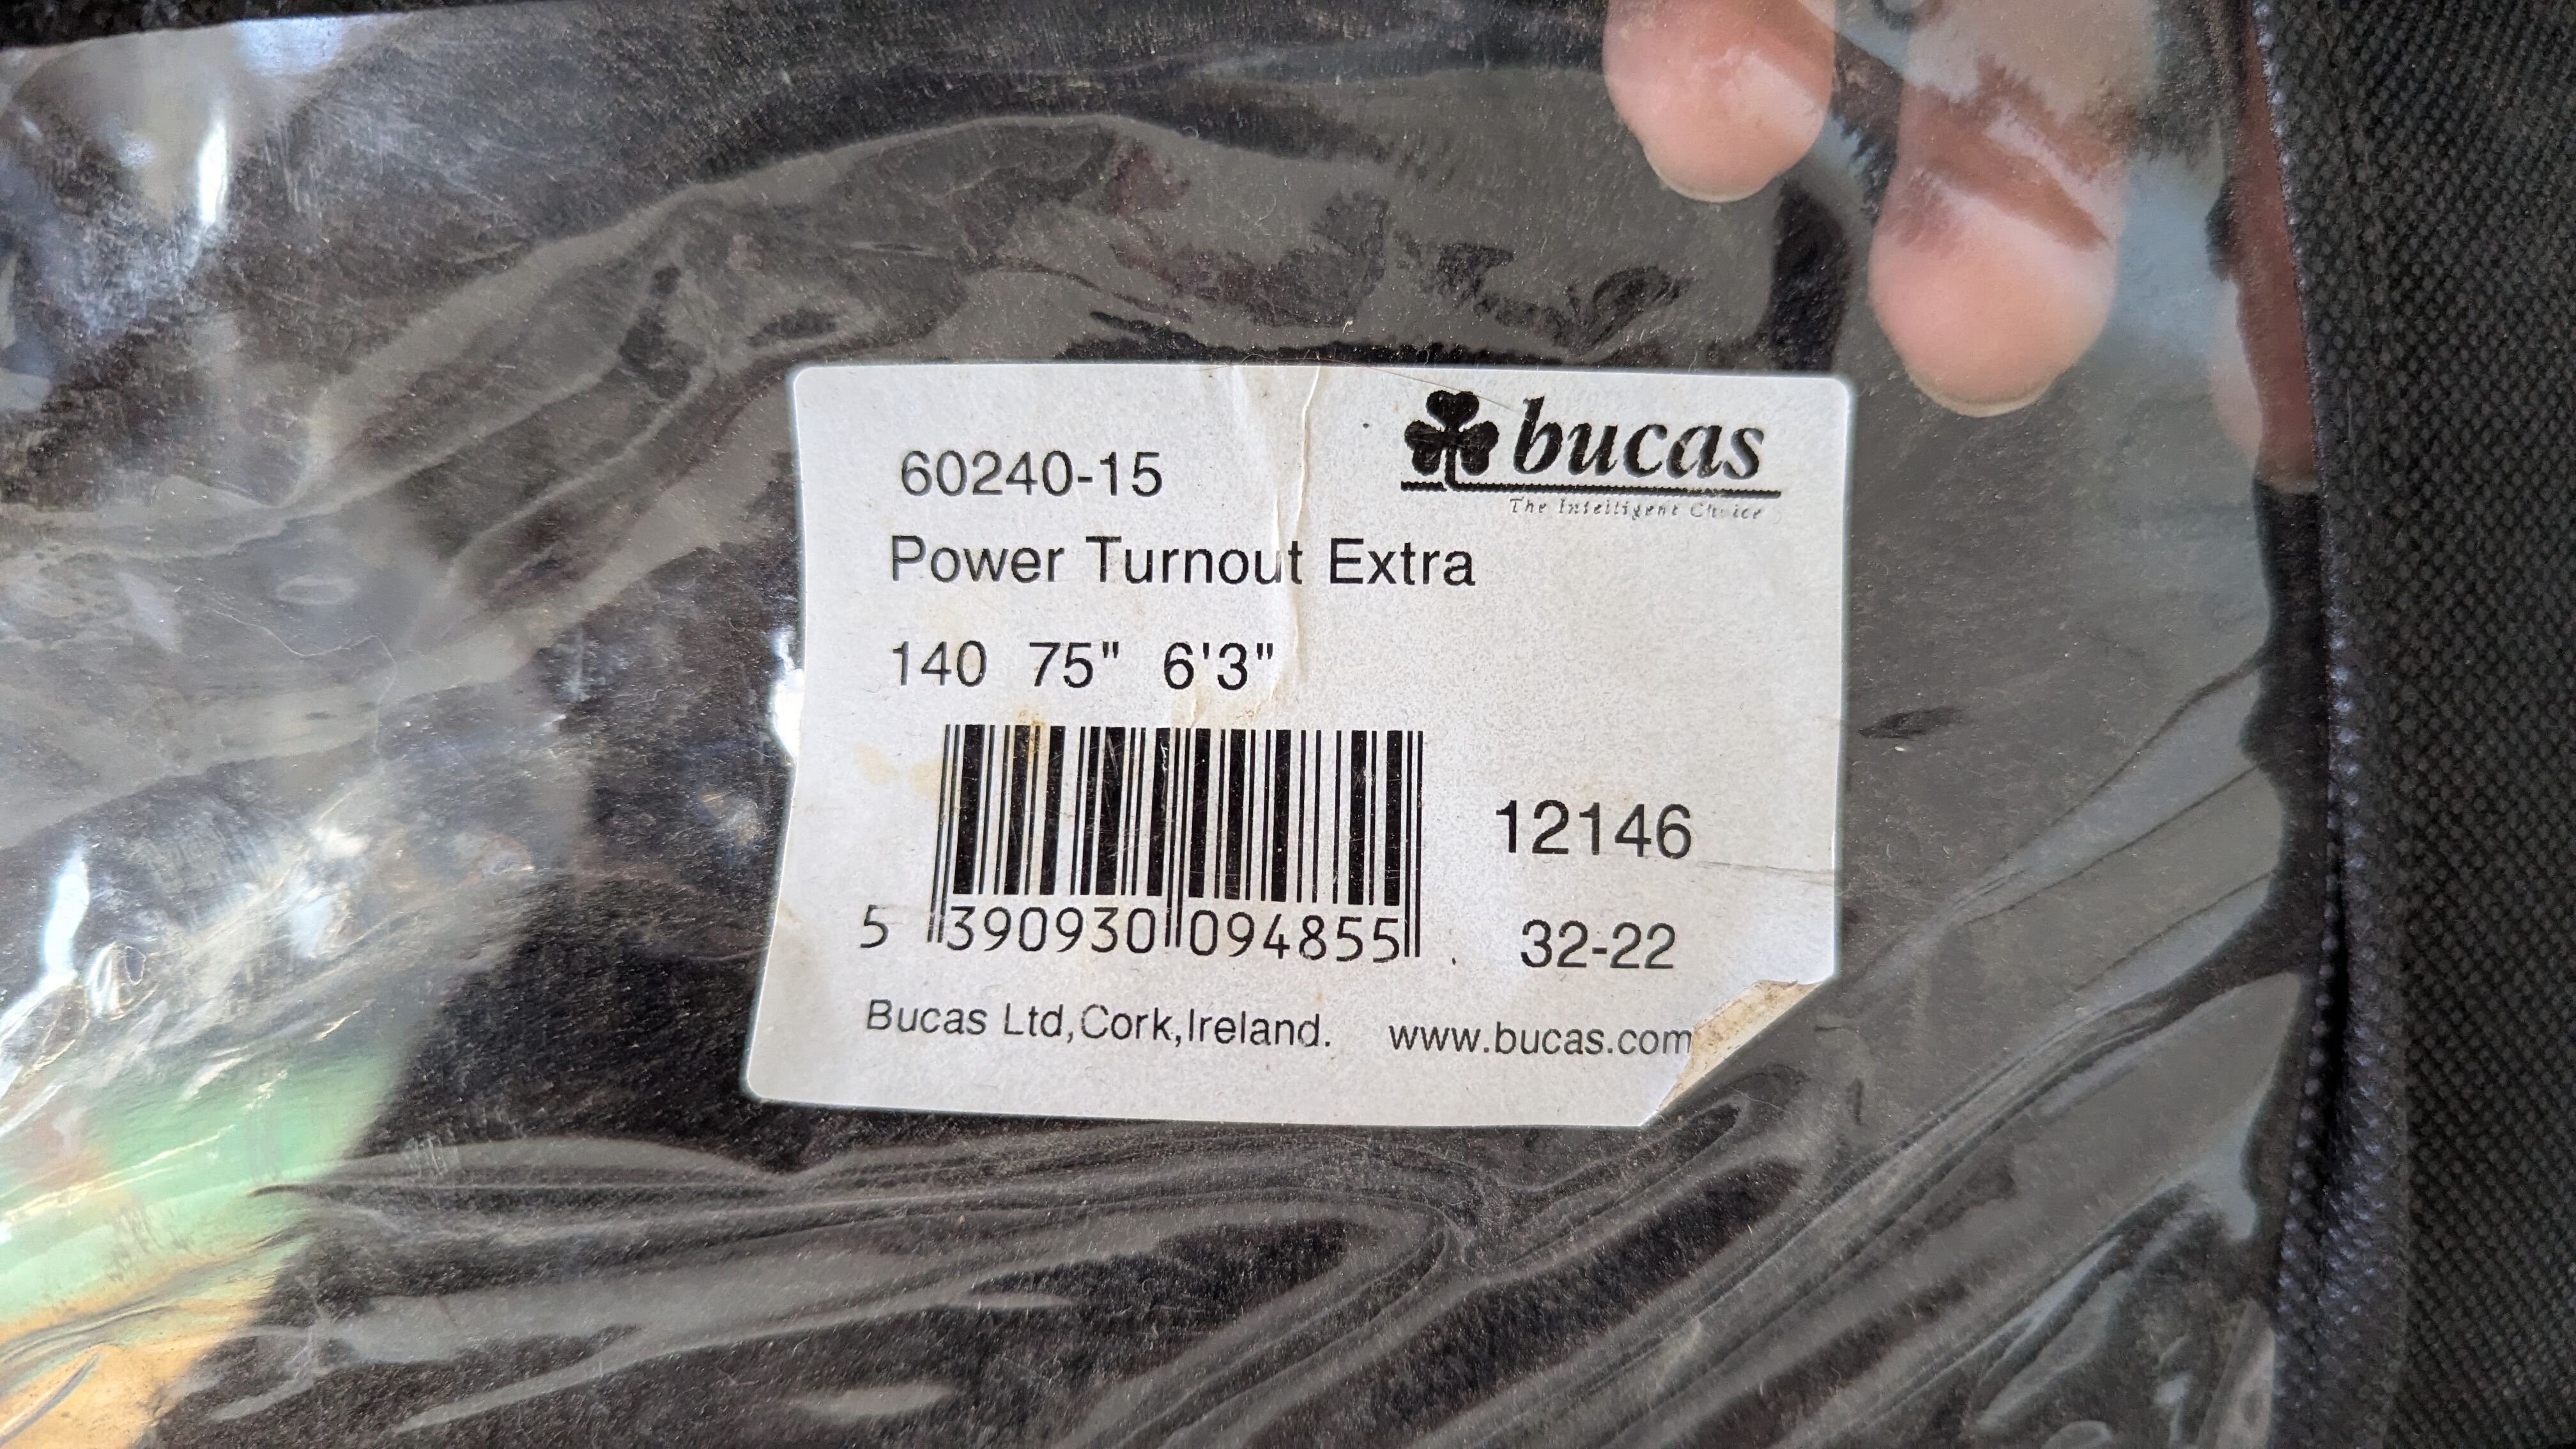 bucas
The Intelligent Choice
60240-15
Power Turnout Extra
140 75" 6'3"
12146
5 390930 094855
32-22
Bucas Ltd,Cork,Ireland. www.bucas.com